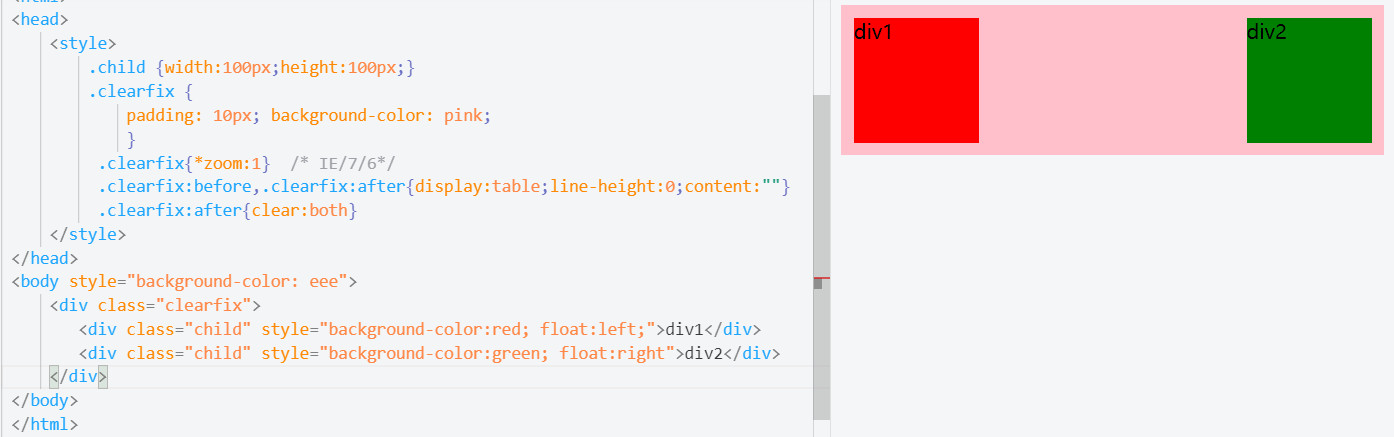 <head>
<style>
.child {width:100px;height:100px;}
.clearfix {
padding: 10px; background-color: pink;
}
.clearfix{*zoom:1}  /* IE/7/6*/
.clearfix:before,.clearfix:after{display:table;line-height:0;content:""}
.clearfix:after{clear:both}
</style>
</head>
<body style="background-color: eee">
<div class="clearfix">
<div class="child" style="background-color:red; float:left;">div1</div>
<div class="child" style="background-color:green; float:right">div2</div>
</div>
</body>
</html>
div1
div2